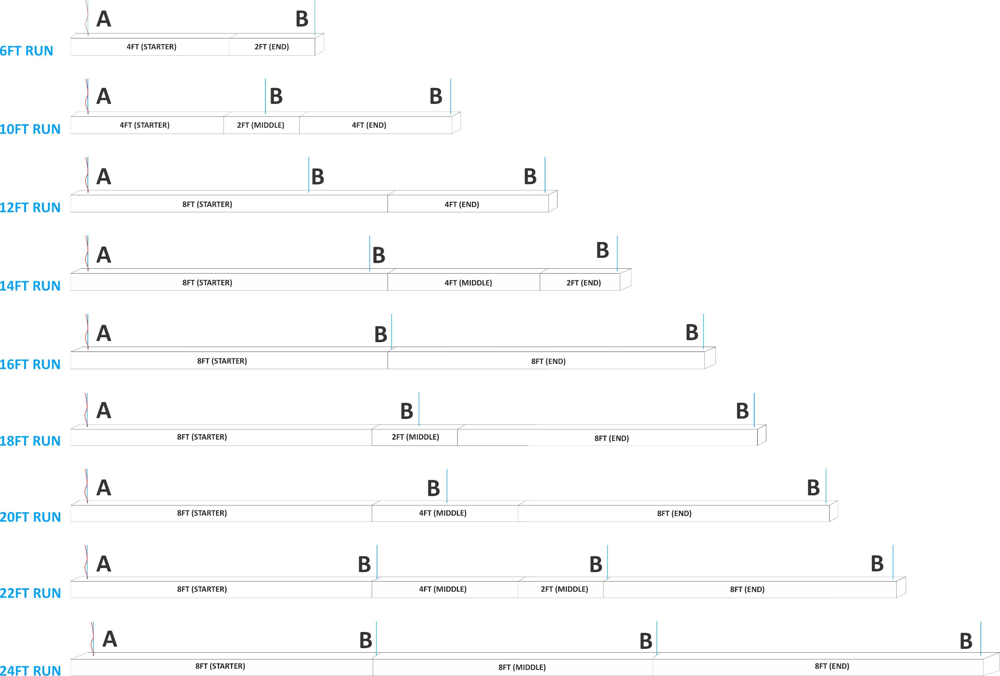 A B
6FT RUN 4FT (STARTER) 2FT (END)
A B B
10FT RUN 4FT (STARTER) 2FT (MIDDLE) 4FT (END)
A B B
12FT RUN 8FT (STARTER) 4FT (END)
A B B
14FT RUN 8FT (STARTER) 4FT (MIDDLE) 2FT (END)
A B B
16FT RUN 8FT (STARTER) 8FT (END)
A B B
18FT RUN 8FT (STARTER) 2FT (MIDDLE) 8FT (END)
A B B
20FT RUN 8FT (STARTER) 4FT (MIDDLE) 8FT (END)
A B B B
22FT RUN 8FT (STARTER) 4FT (MIDDLE) 2FT (MIDDLE) 8FT (END)
A B B B
24FT RUN 8FT (STARTER) 8FT (MIDDLE) 8FT (END)